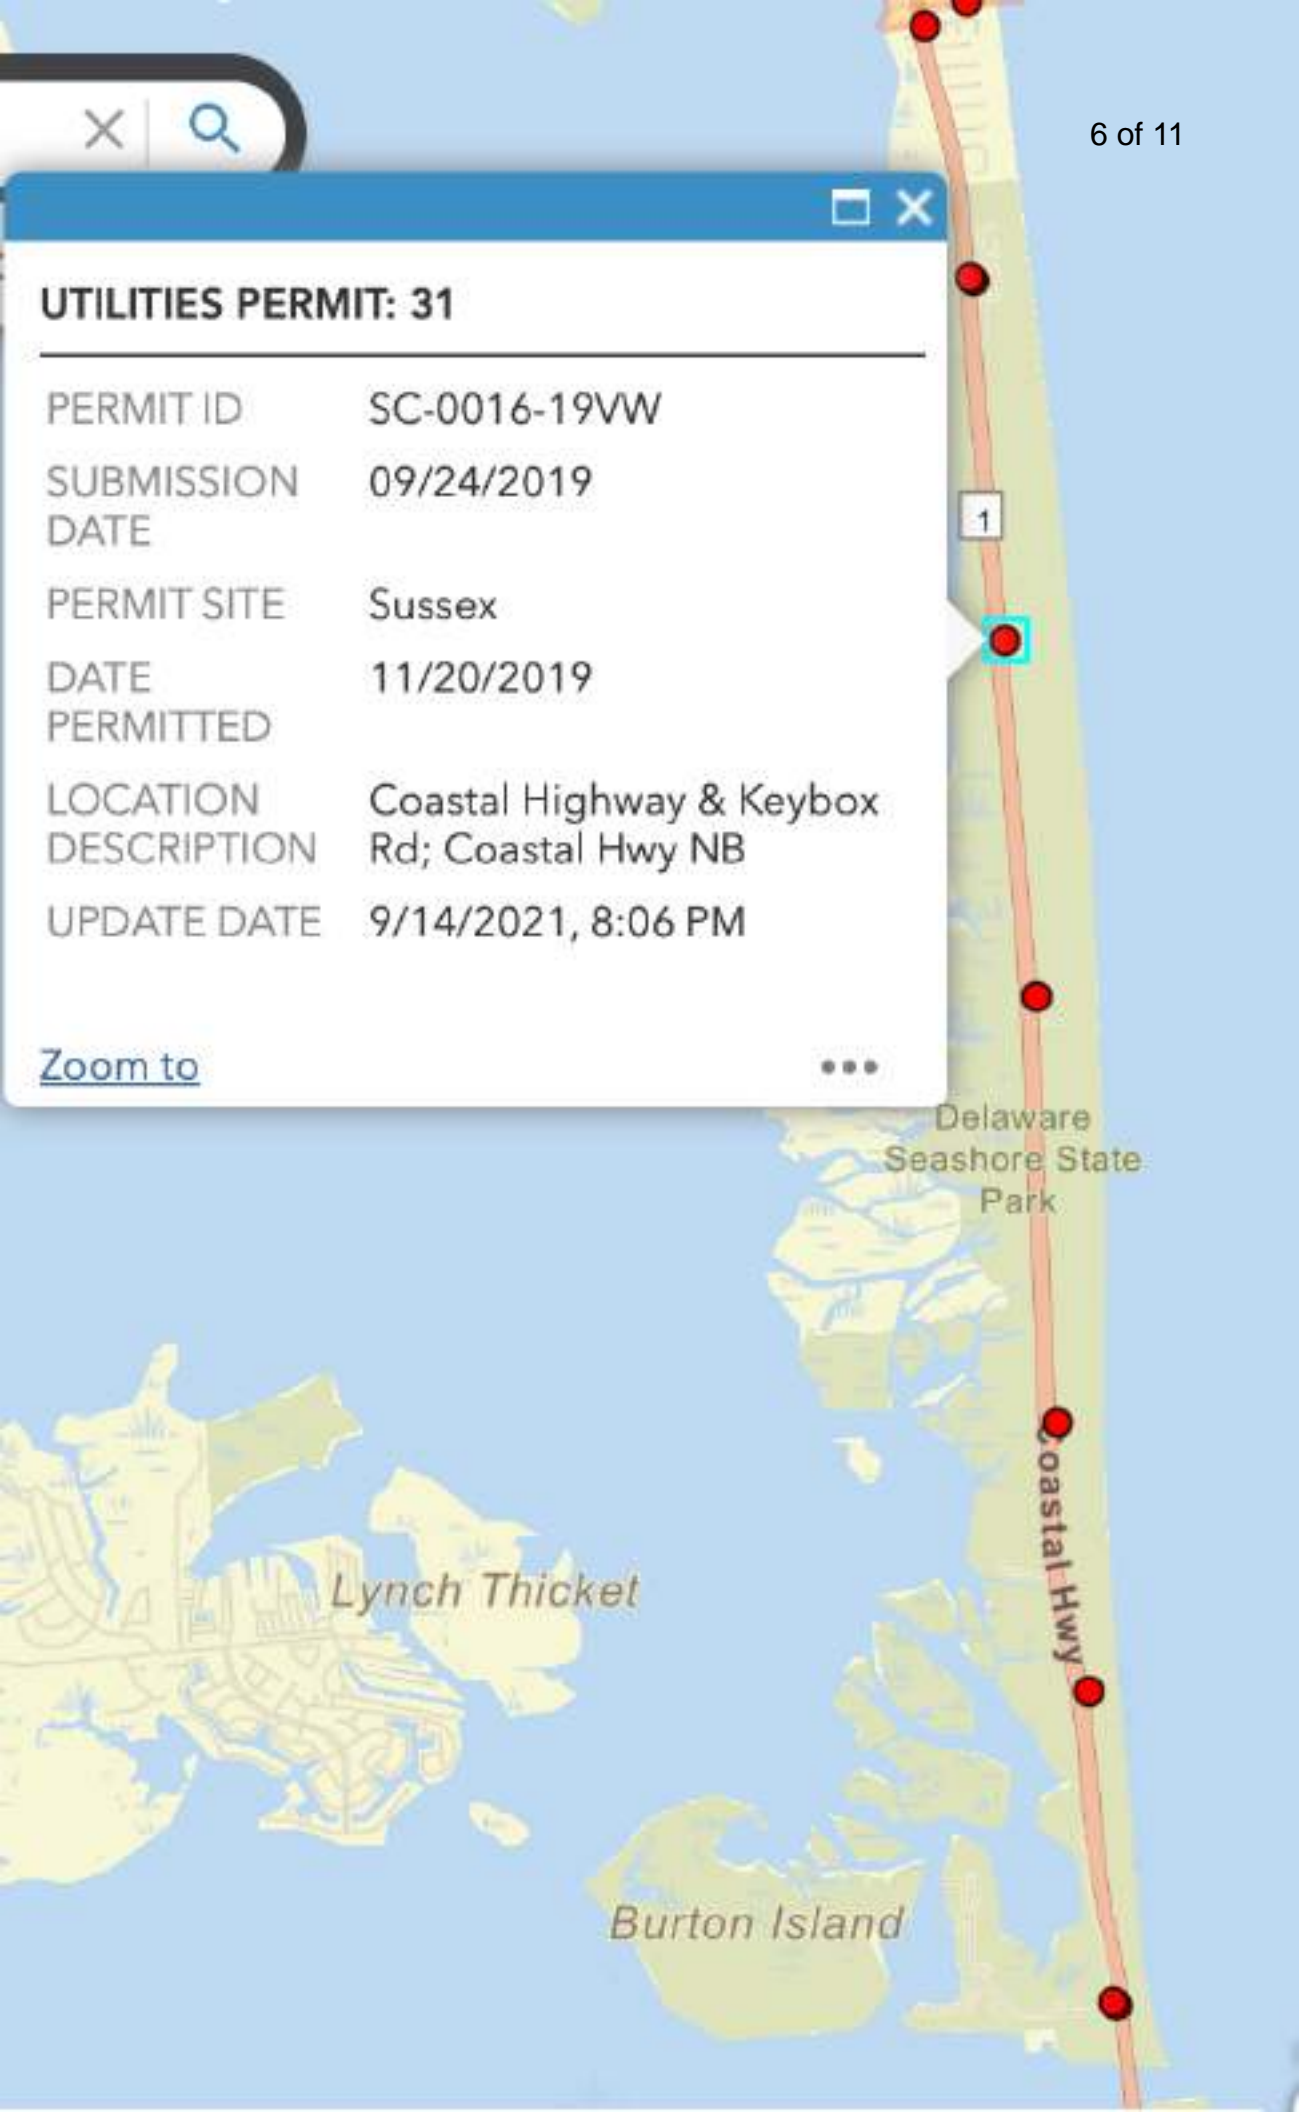 6 of 11
UTILITIES PERMIT: 31
PERMIT ID SC-0016-19VW
SUBMISSION DATE 09/24/2019
PERMIT SITE Sussex
DATE PERMITTED 11/20/2019
LOCATION DESCRIPTION Coastal Highway & Keybox
Rd; Coastal Hwy NB
UPDATE DATE 9/14/2021, 8:06 PM
Zoom to
1
Delaware
Seashore State
Park
Coastal Hwy
Lynch Thicket
Burton Island